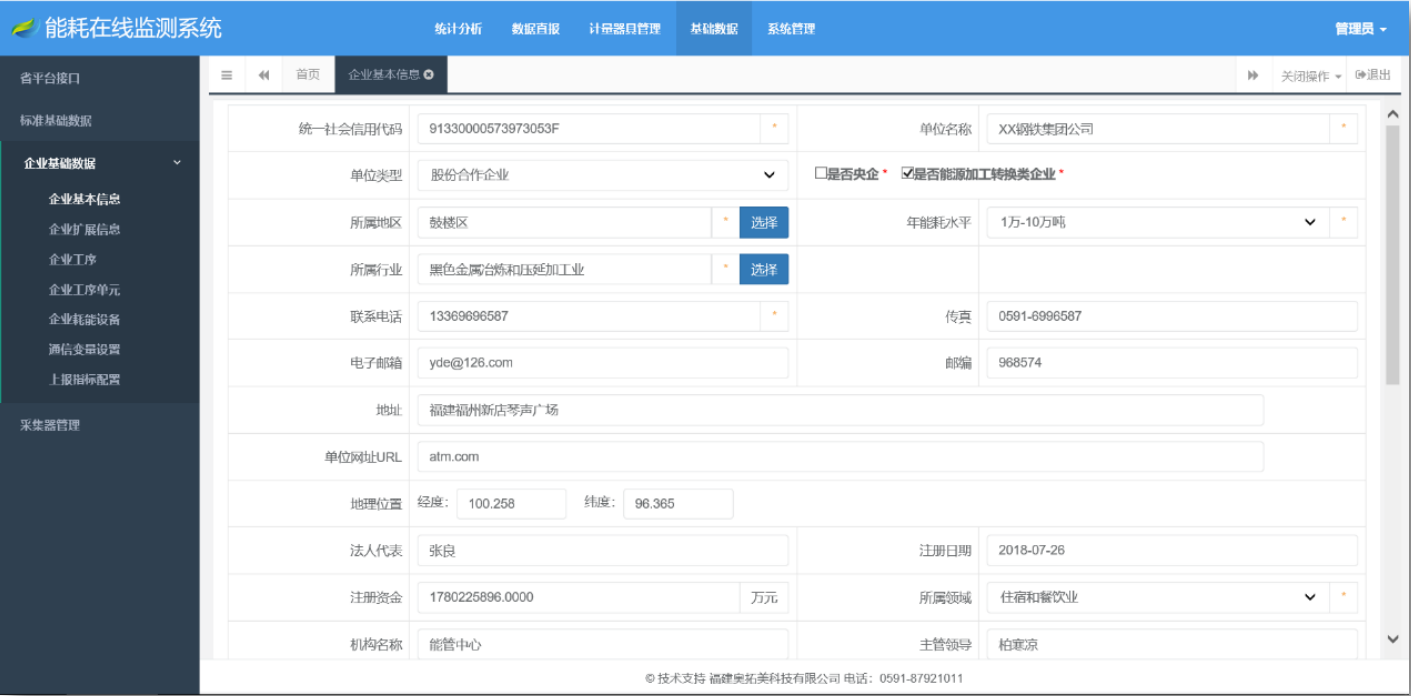 能耗在线监测系统 统计分析 数据直报 计量器具管理 基础数据 系统管理 管理员
省平台接口 首页 企业基本信息 关闭操作 退出
标准基础数据
企业基础数据
企业基本信息
企业扩展信息
企业工序
企业工序单元
企业耗能设备
通信变量设置
上报指标配置
采集器管理
统一社会信用代码 91330000573973053F * 单位名称 XX钢铁集团公司 *
单位类型 股份合作企业 是否央企 * 是否能源加工转换类企业 *
所属地区 鼓楼区 * 选择 年能耗水平 1万-10万吨 *
所属行业 黑色金属冶炼和压延加工业 * 选择
联系电话 13369696587 * 传真 0591-6996587
电子邮箱 yde@126.com 邮编 968574
地址 福建福州新店琴声广场
单位网址URL atm.com
地理位置 经度: 100.258 纬度: 96.365
法人代表 张良 注册日期 2018-07-26
注册资金 1780225896.0000 万元 所属领域 住宿和餐饮业 *
机构名称 能管中心 主管领导 柏寒凉
© 技术支持 福建奥拓美科技有限公司 电话：0591-87921011